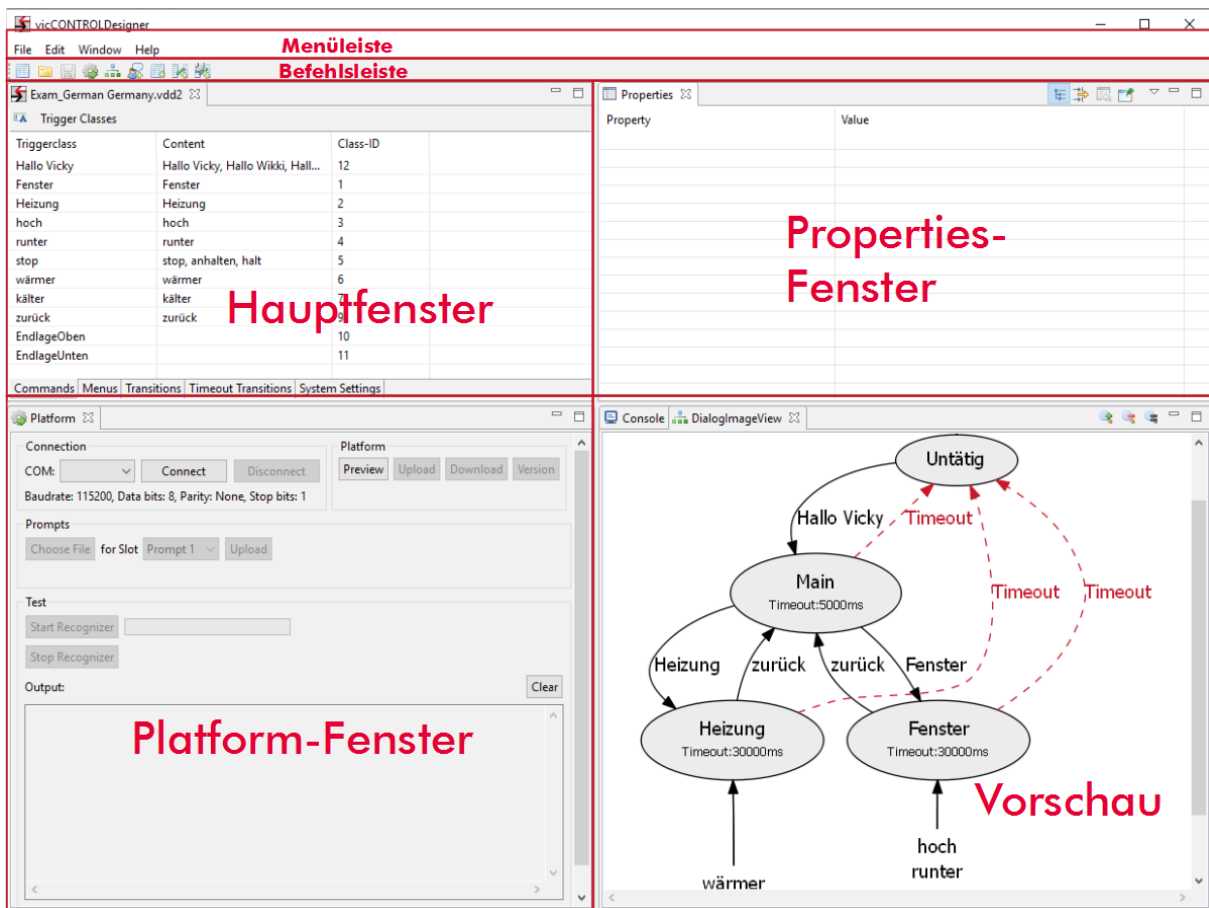 vicCONTROLDesigner
File Edit Window Help
Menüleiste
Befehlsleiste
Exam_German Germany.vdd2
Trigger Classes
Triggerclass Content Class-ID
Hallo Vicky Hallo Vicky, Hallo Wikki, Hall... 12
Fenster Fenster 1
Heizung Heizung 2
hoch hoch 3
runter runter 4
stop stop, anhalten, halt 5
wärmer wärmer 6
kälter kälter 7
zurück zurück 9
EndlageOben 10
EndlageUnten 11
Hauptfenster
Commands Menus Transitions Timeout Transitions System Settings
Properties
Property Value
Properties-
Fenster
Platform
Connection
COM: Connect Disconnect
Baudrate: 115200, Data bits: 8, Parity: None, Stop bits: 1
Platform
Preview Upload Download Version
Prompts
Choose File for Slot Prompt 1 Upload
Test
Start Recognizer
Stop Recognizer
Output: Clear
Platform-Fenster
Console DialogImageView
Untätig
Hallo Vicky Timeout
Main
Timeout:5000ms
Timeout Timeout
Heizung zurück zurück Fenster
Heizung
Timeout:30000ms
Fenster
Timeout:30000ms
Vorschau
wärmer
hoch
runter